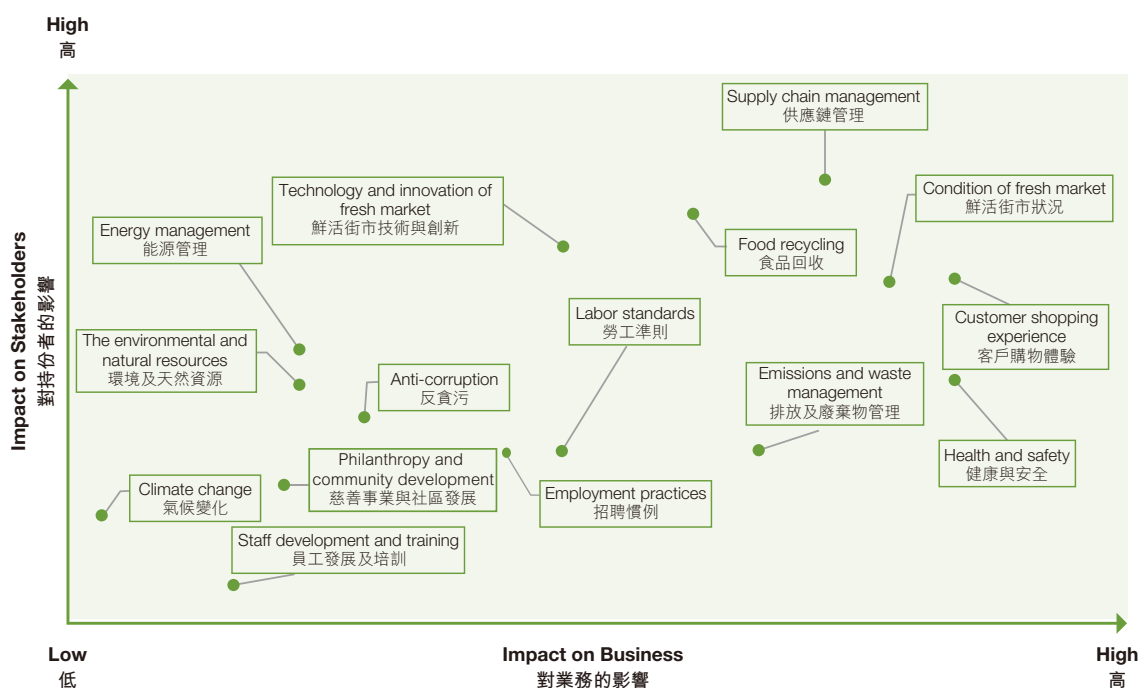 High
高
Supply chain management
供應鏈管理
Technology and innovation of
fresh market
鮮活街市技術與創新
Condition of fresh market
鮮活街市狀況
Energy management
能源管理
Food recycling
食品回收
Impact on Stakeholders
對持份者的影響
Labor standards
勞工準則
Customer shopping
experience
客戶購物體驗
The environmental and
natural resources
環境及天然資源
Anti-corruption
反貪污
Emissions and waste
management
排放及廢棄物管理
Health and safety
健康與安全
Philanthropy and
community development
慈善事業與社區發展
Climate change
氣候變化
Employment practices
招聘慣例
Staff development and training
員工發展及培訓
Low
低
Impact on Business
對業務的影響
High
高